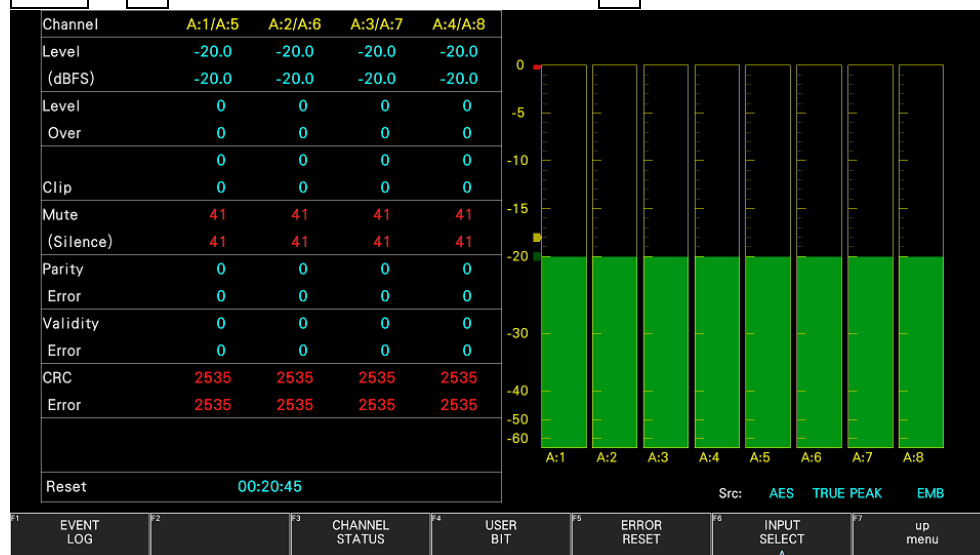 Channel A:1/A:5 A:2/A:6 A:3/A:7 A:4/A:8
Level -20.0 -20.0 -20.0 -20.0
(dBFS) -20.0 -20.0 -20.0 -20.0
Level 0 0 0 0
Over 0 0 0 0
0 0 0 0
Clip 0 0 0 0
Mute 41 41 41 41
(Silence) 41 41 41 41
Parity 0 0 0 0
Error 0 0 0 0
Validity 0 0 0 0
Error 0 0 0 0
CRC 2535 2535 2535 2535
Error 2535 2535 2535 2535
Reset 00:20:45
0
-5
-10
-15
-20
-30
-40
-50
-60
A:1 A:2 A:3 A:4 A:5 A:6 A:7 A:8
Src: AES TRUE PEAK EMB
F1 EVENT LOG
F2
F3 CHANNEL STATUS
F4 USER BIT
F5 ERROR RESET
F6 INPUT SELECT
F7 up menu